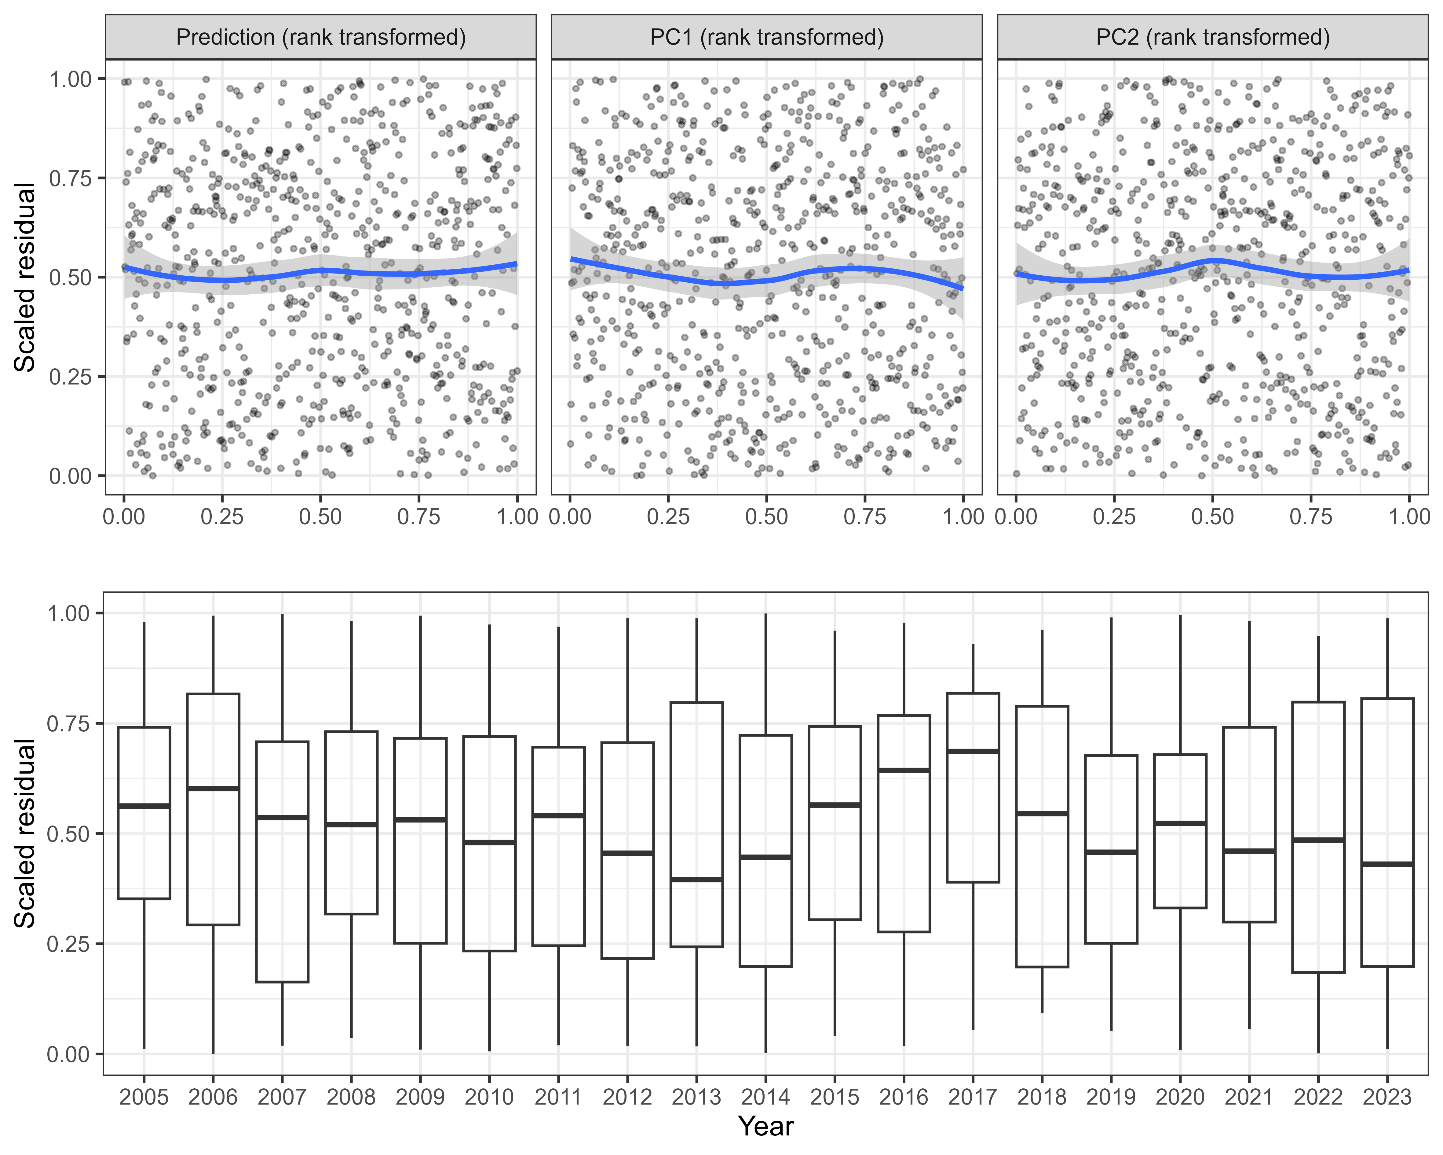 Prediction (rank transformed) PC1 (rank transformed) PC2 (rank transformed)
Scaled residual
1.00
0.75
0.50
0.25
0.00
0.00 0.25 0.50 0.75 1.00 0.00 0.25 0.50 0.75 1.00 0.00 0.25 0.50 0.75 1.00
Scaled residual
1.00
0.75
0.50
0.25
0.00
2005 2006 2007 2008 2009 2010 2011 2012 2013 2014 2015 2016 2017 2018 2019 2020 2021 2022 2023
Year